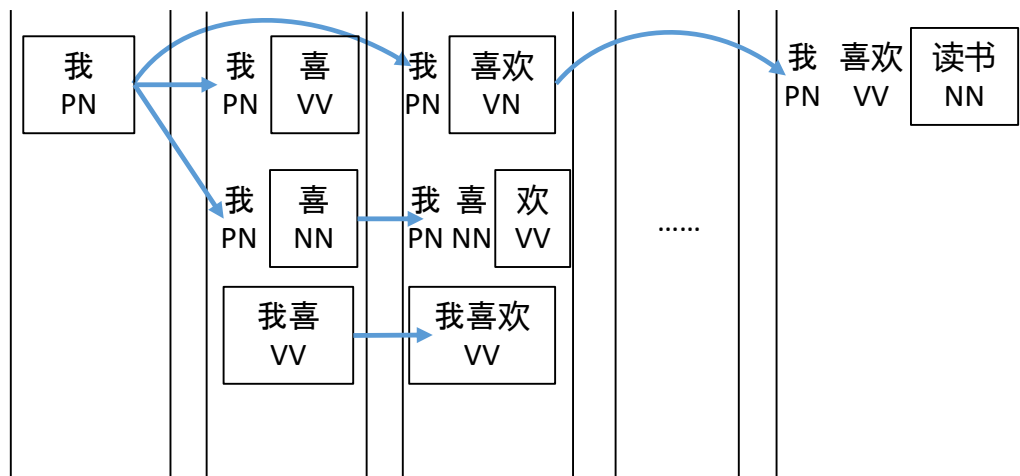 我
PN
我 喜
PN VV
我 喜欢
PN VN
我 喜欢 读书
PN VV NN
我 喜
PN NN
我 喜 欢
PN NN VV
……
我喜
VV
我喜欢
VV